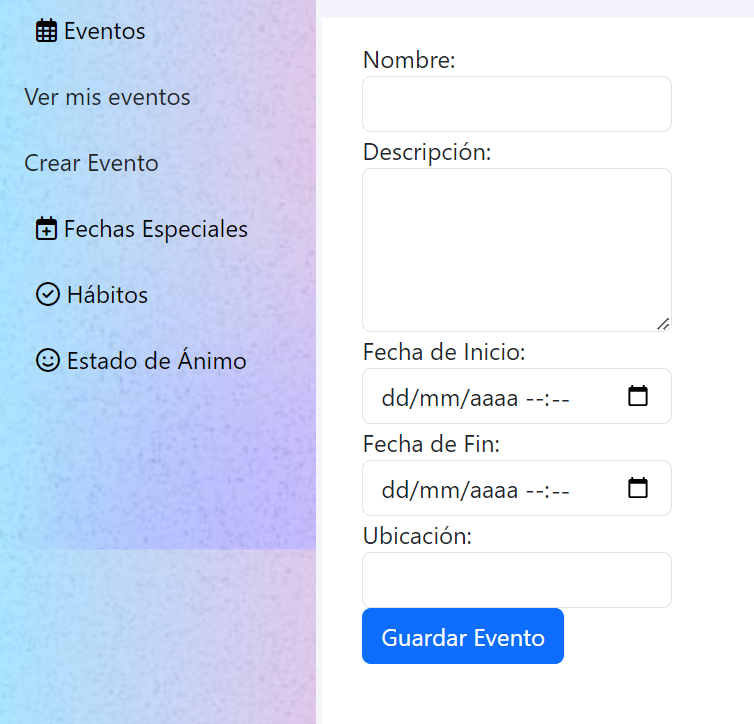 Eventos
Ver mis eventos
Crear Evento
Fechas Especiales
Hábitos
Estado de Ánimo
Nombre:
Descripción:
Fecha de Inicio:
dd/mm/aaaa --:--
Fecha de Fin:
dd/mm/aaaa --:--
Ubicación:
Guardar Evento